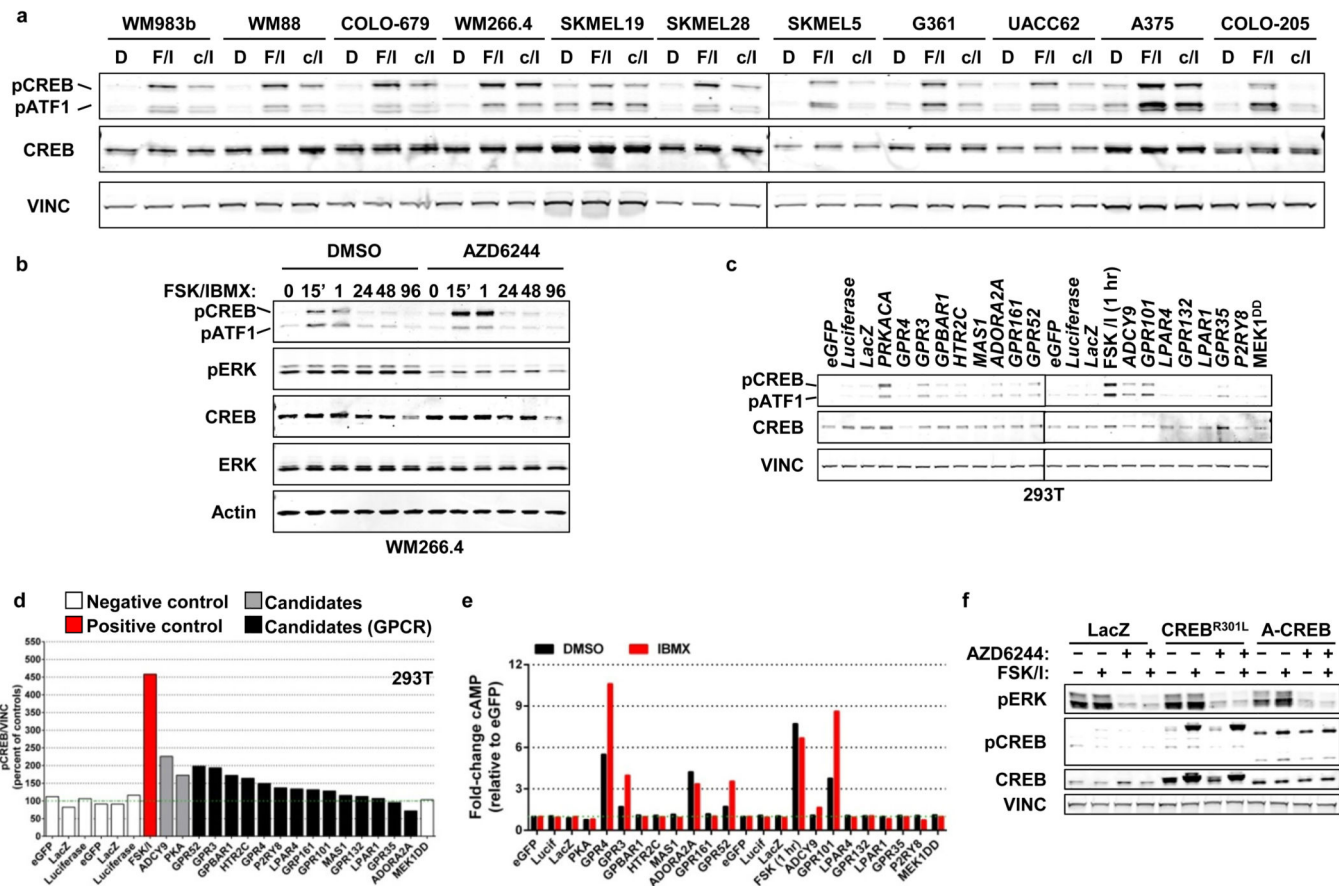 a
WM983b WM88 COLO-679 WM266.4 SKMEL19 SKMEL28 SKMEL5 G361 UACC62 A375 COLO-205
D F/I c/I D F/I c/I D F/I c/I D F/I c/I D F/I c/I D F/I c/I D F/I c/I D F/I c/I D F/I c/I D F/I c/I D F/I c/I
pCREB
pATF1
CREB
VINC
b
DMSO AZD6244
FSK/IBMX: 0 15' 1 24 48 96 0 15' 1 24 48 96
pCREB
pATF1
pERK
CREB
ERK
Actin
WM266.4
c
eGFP Luciferase LacZ PRKACA GPR4 GPR3 GPBAR1 HTR2C MAS1 ADORA2A GPR161 GPR52 eGFP Luciferase LacZ FSK/I (1 hr) ADCY9 GPR101 LPAR4 GPR132 LPAR1 GPR35 P2RY8 MEK1DD
pCREB
pATF1
CREB
VINC
293T
d
Negative control Candidates
Positive control Candidates (GPCR)
293T
pCREB/VINC
(percent of controls)
550
500
450
400
350
300
250
200
150
100
50
0
eGFP LacZ Luciferase eGFP LacZ Luciferase FSK/I ADCY9 PKA GPR52 GPR3 GPBAR1 HTR2C GPR4 P2RY8 LPAR4 GRP161 GPR101 MAS1 GPR132 LPAR1 GPR35 ADORA2A MEK1DD
e
DMSO IBMX
Fold-change cAMP
(relative to eGFP)
12
9
6
3
0
eGFP Lucif LacZ PKA GPR4 GPR3 GPBAR1 HTR2C MAS1 ADORA2A GPR161 GPR52 eGFP Lucif LacZ FSK (1 hr) ADCY9 GPR101 LPAR4 GPR132 LPAR1 GPR35 P2RY8 MEK1DD
f
LacZ CREBR301L A-CREB
AZD6244: – – + + – – + + – – + +
FSK/I: – + – + – + – + – + – +
pERK
pCREB
CREB
VINC